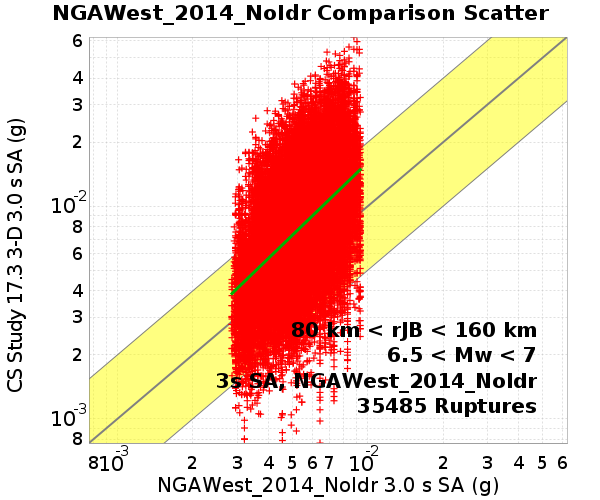 NGAWest_2014_NoIdr Comparison Scatter
CS Study 17.3 3-D 3.0 s SA (g)
6
4
3
2
10-2
8
6
4
3
2
10-3
8
80 km < rJB < 160 km
6.5 < Mw < 7
3s SA, NGAWest_2014_NoIdr
35485 Ruptures
8 10-3 2 3 4 5 6 7 10-2 2 3 4 5 6
NGAWest_2014_NoIdr 3.0 s SA (g)